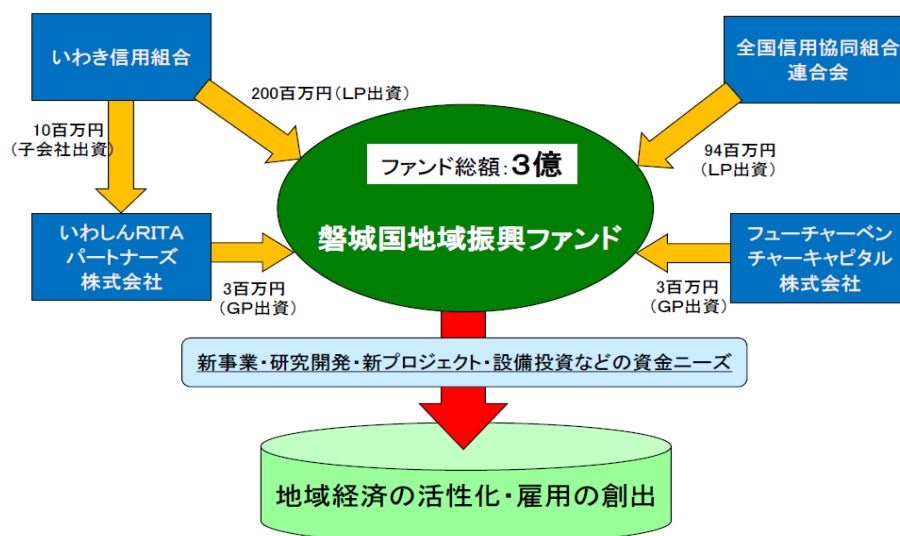 いわき信用組合
全国信用協同組合
連合会
200百万円(LP出資)
10百万円
(子会社出資)
94百万円
(LP出資)
ファンド総額:3億
磐城国地域振興ファンド
いわしんRITA
パートナーズ
株式会社
フューチャーベン
チャーキャピタル
株式会社
3百万円
(GP出資)
3百万円
(GP出資)
新事業・研究開発・新プロジェクト・設備投資などの資金ニーズ
地域経済の活性化・雇用の創出